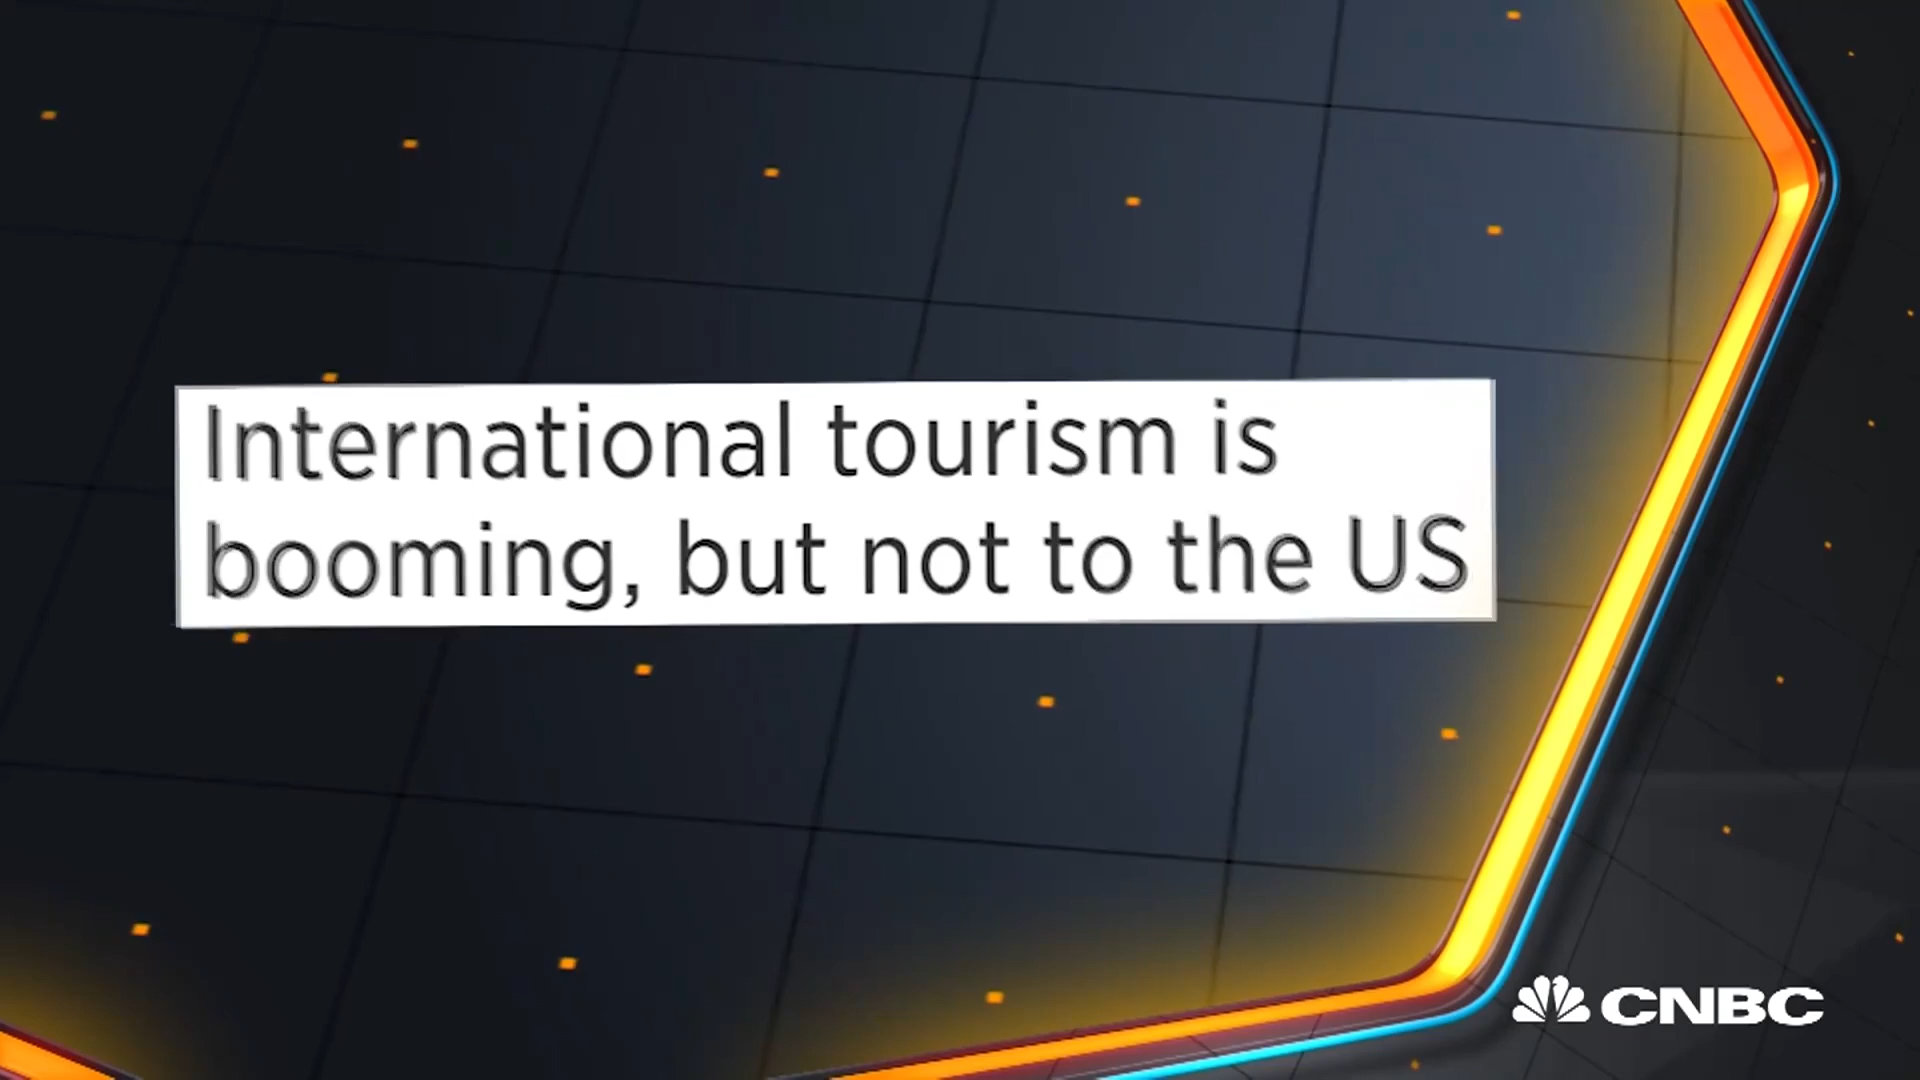 International tourism is
booming, but not to the US
CNBC